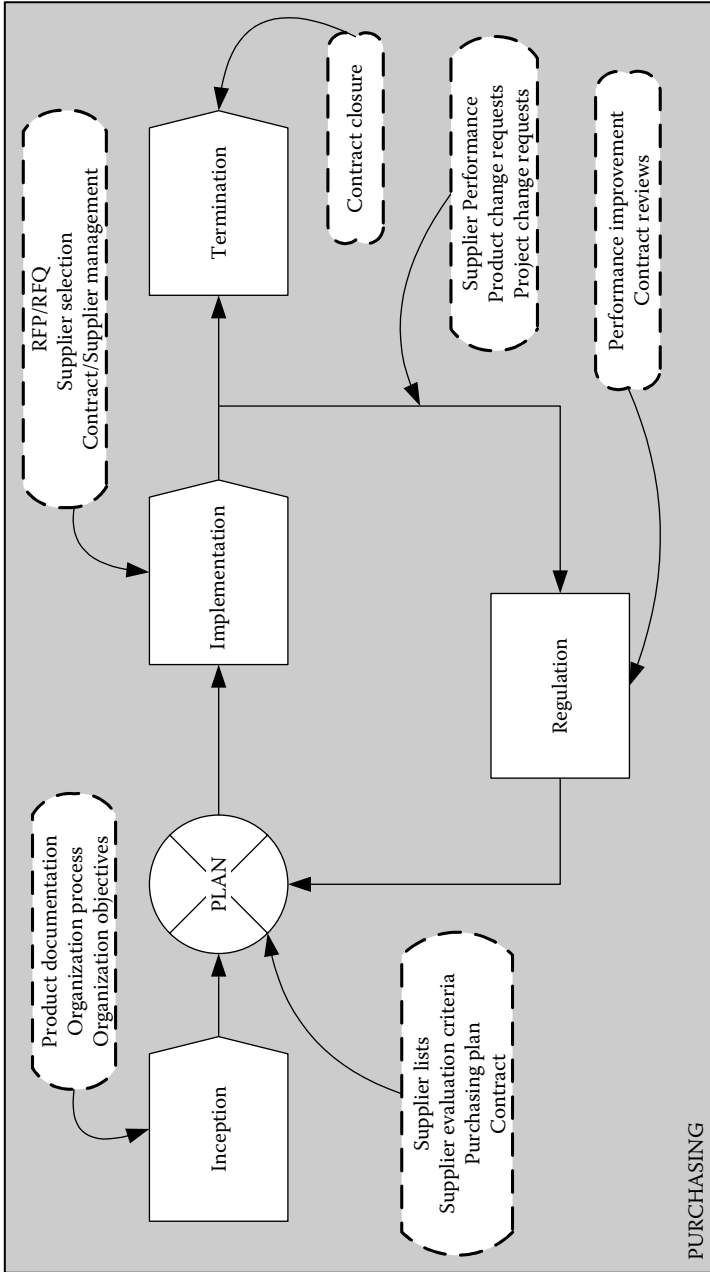 Product documentation
Organization process
Organization objectives
RFP/RFQ
Supplier selection
Contract/Supplier management
Inception
PLAN
Implementation
Termination
Contract closure
Supplier lists
Supplier evaluation criteria
Purchasing plan
Contract
Regulation
Supplier Performance
Product change requests
Project change requests
Performance improvement
Contract reviews
PURCHASING